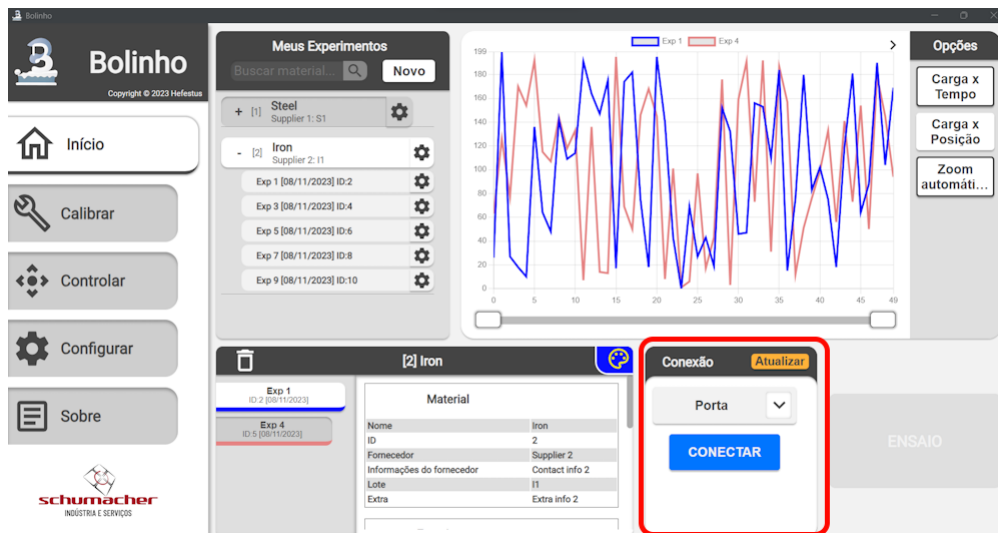 Bolinho
Bolinho
Copyright © 2023 Hefestus
Início
Calibrar
Controlar
Configurar
Sobre
schumacher
INDÚSTRIA E SERVIÇOS
Meus Experimentos
Buscar material...
Novo
+ [1] Steel
Supplier 1: S1
- [2] Iron
Supplier 2: I1
Exp 1 [08/11/2023] ID:2
Exp 3 [08/11/2023] ID:4
Exp 5 [08/11/2023] ID:6
Exp 7 [08/11/2023] ID:8
Exp 9 [08/11/2023] ID:10
Exp 1 Exp 4
199
180
160
140
120
100
80
60
40
20
0
0 5 10 15 20 25 30 35 40 45 49
Opções
Carga x
Tempo
Carga x
Posição
Zoom
automáti...
[2] Iron
Exp 1
ID:2 [08/11/2023]
Exp 4
ID:5 [08/11/2023]
Material
Nome Iron
ID 2
Fornecedor Supplier 2
Informações do fornecedor Contact info 2
Lote I1
Extra Extra info 2
Conexão Atualizar
Porta
CONECTAR
ENSAIO